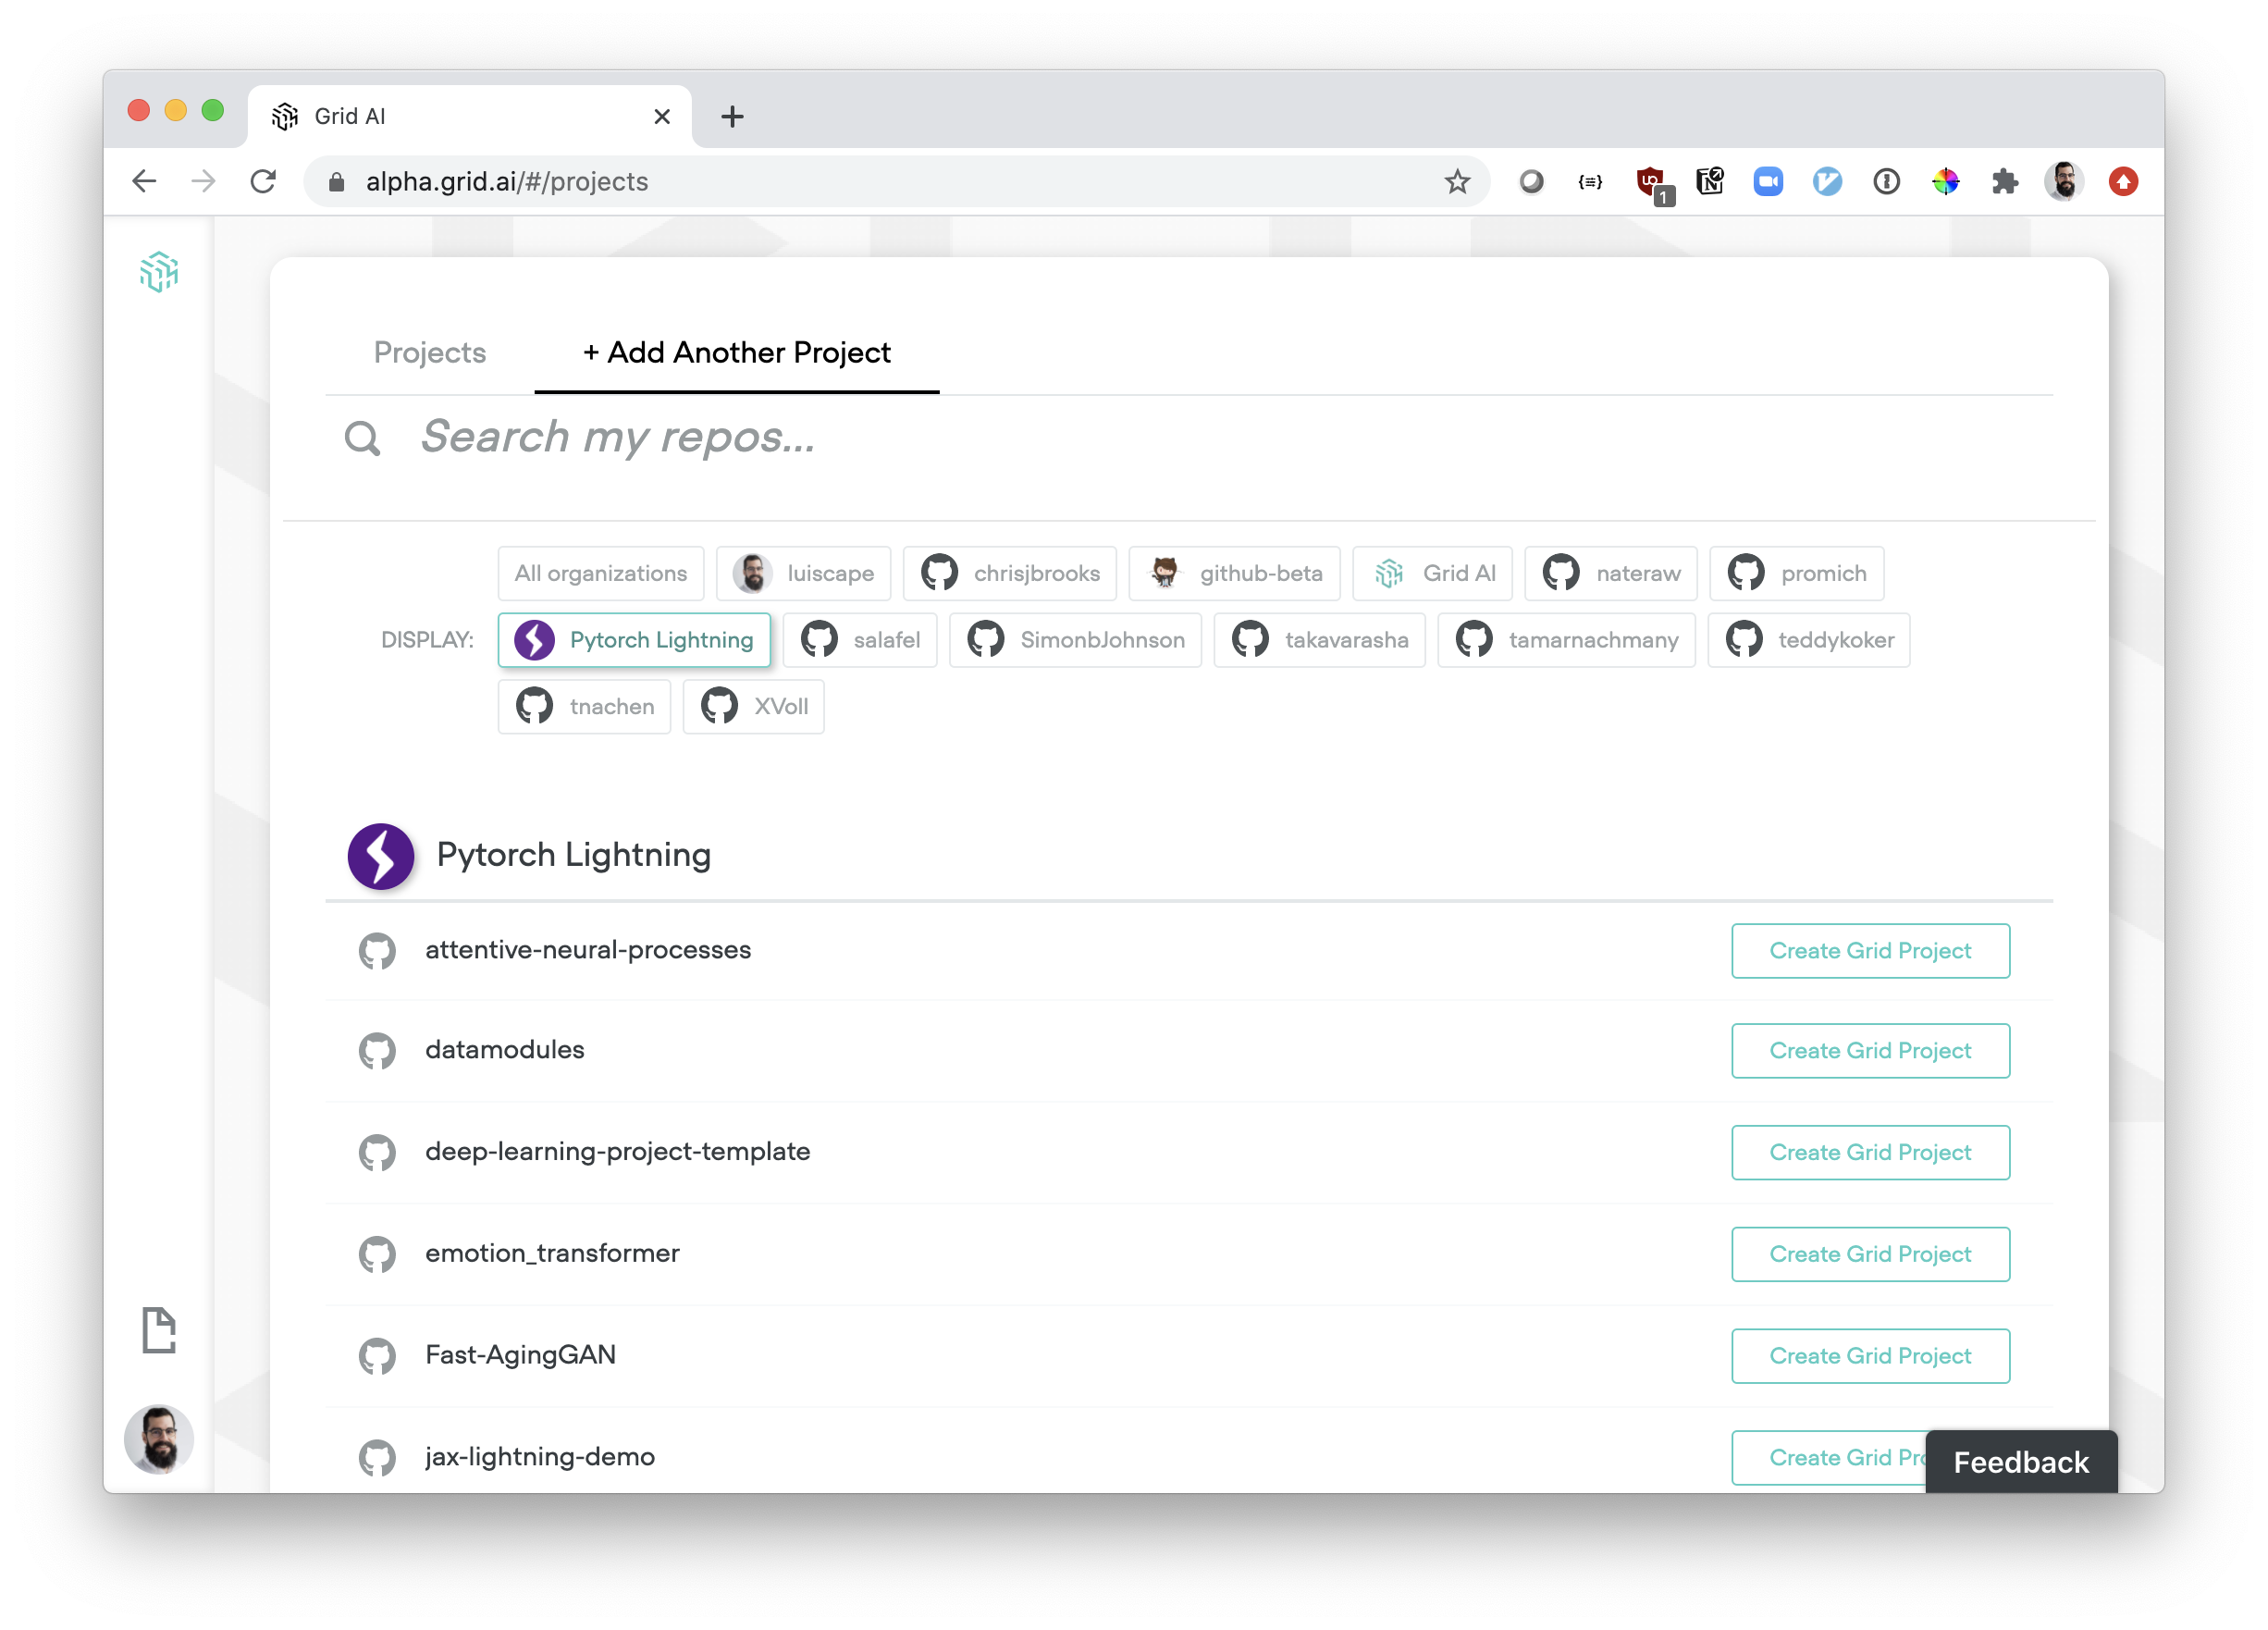 Grid AI
alpha.grid.ai/#/projects
1
Projects
+ Add Another Project
Search my repos...
All organizations luiscape chrisjbrooks github-beta Grid AI nateraw promich
DISPLAY: Pytorch Lightning salafel SimonbJohnson takavarasha tamarnachmany teddykoker
tnachen XVoll
Pytorch Lightning
attentive-neural-processes Create Grid Project
datamodules Create Grid Project
deep-learning-project-template Create Grid Project
emotion_transformer Create Grid Project
Fast-AgingGAN Create Grid Project
jax-lightning-demo Create Grid Pro
Feedback